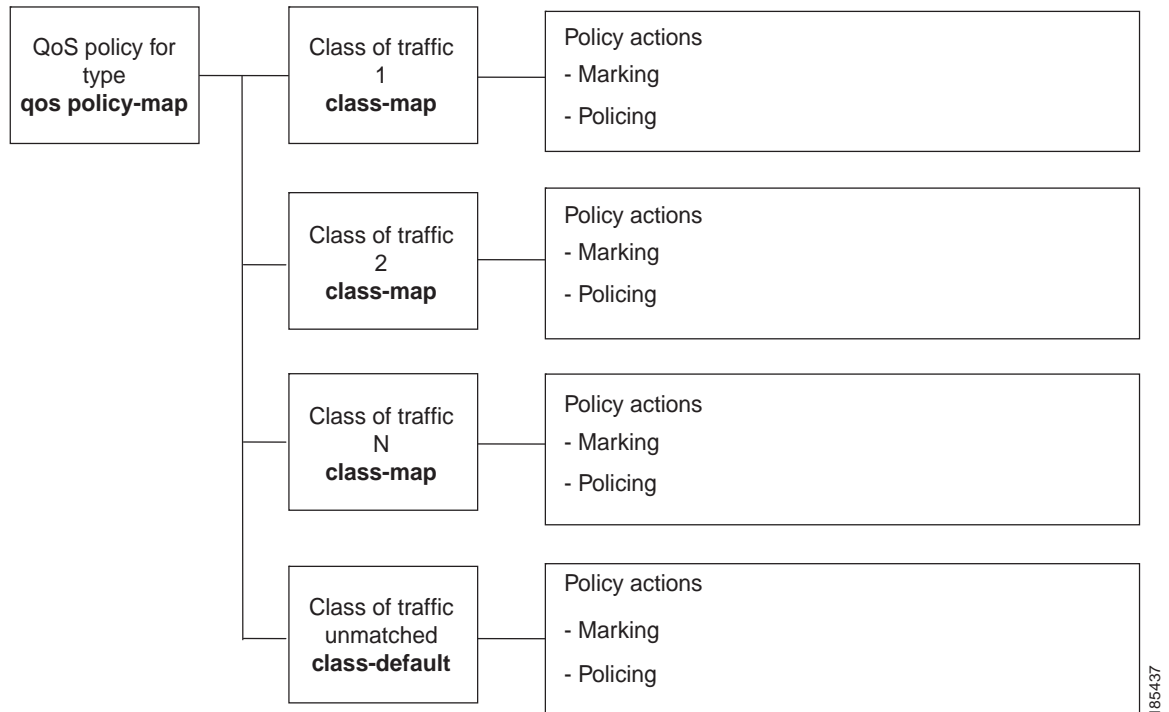 QoS policy for
type
qos policy-map
Class of traffic
1
class-map
Policy actions
- Marking
- Policing
Class of traffic
2
class-map
Policy actions
- Marking
- Policing
Class of traffic
N
class-map
Policy actions
- Marking
- Policing
Class of traffic
unmatched
class-default
Policy actions
- Marking
- Policing
185437